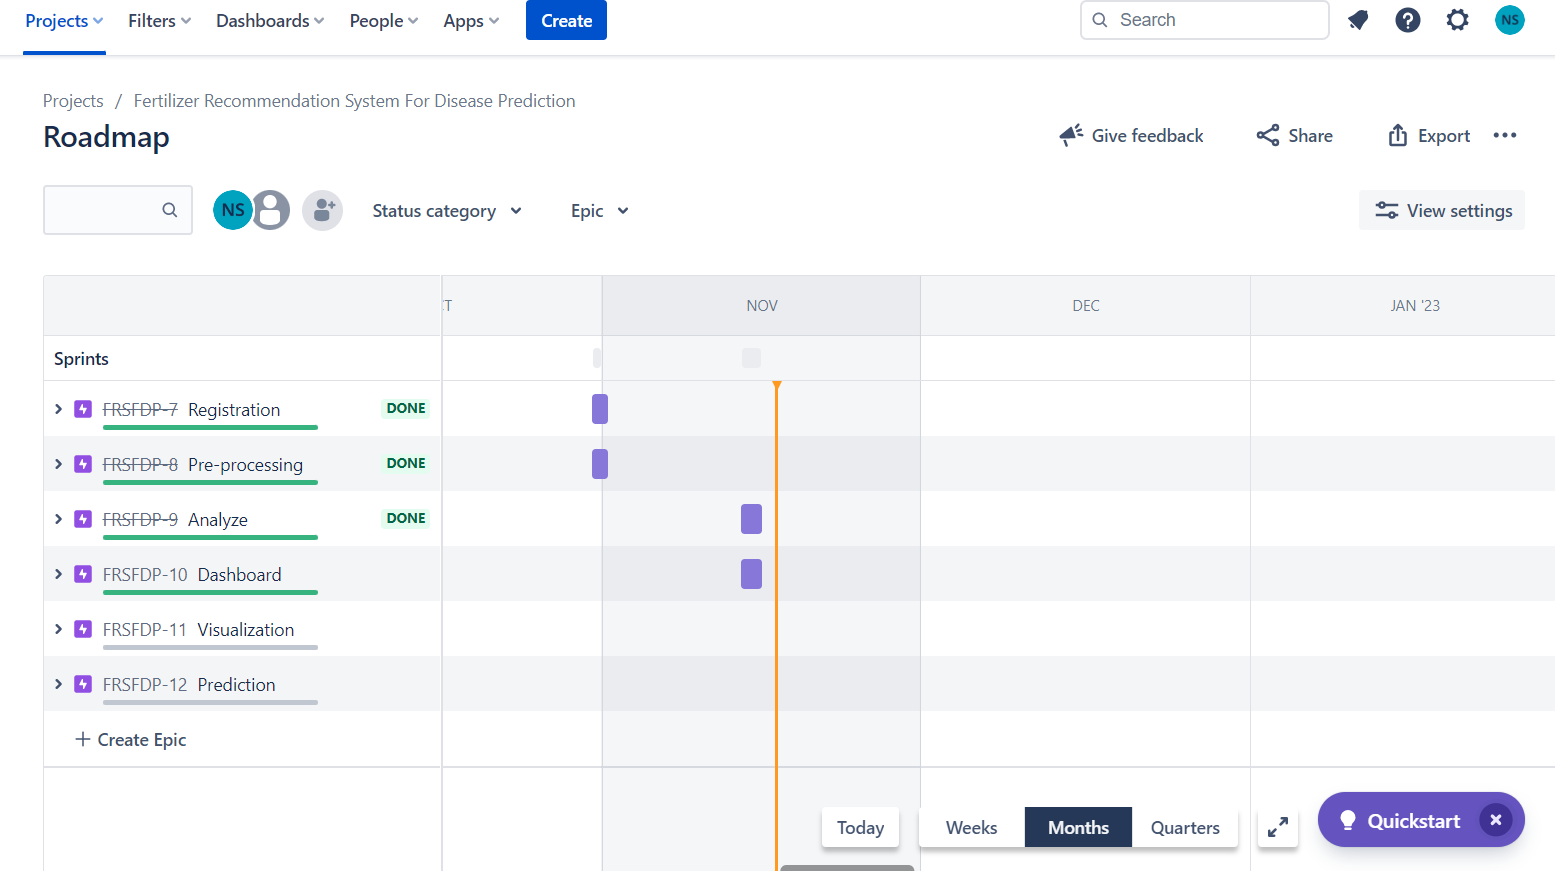 Projects Filters Dashboards People Apps Create Search NS
Projects / Fertilizer Recommendation System For Disease Prediction
Roadmap
Give feedback Share Export
NS Status category Epic View settings
NOV DEC JAN '23
Sprints
FRSFDP-7 Registration DONE
FRSFDP-8 Pre-processing DONE
FRSFDP-9 Analyze DONE
FRSFDP-10 Dashboard
FRSFDP-11 Visualization
FRSFDP-12 Prediction
+ Create Epic
Today Weeks Months Quarters Quickstart